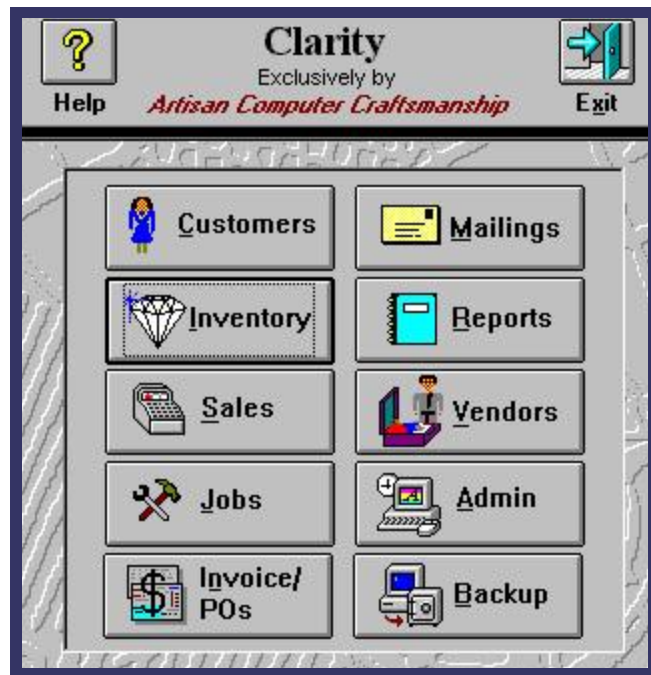 Clarity
Exclusively by
Artisan Computer Craftsmanship
Help
Exit
Customers
Mailings
Inventory
Reports
Sales
Vendors
Jobs
Admin
Invoice/
POs
Backup